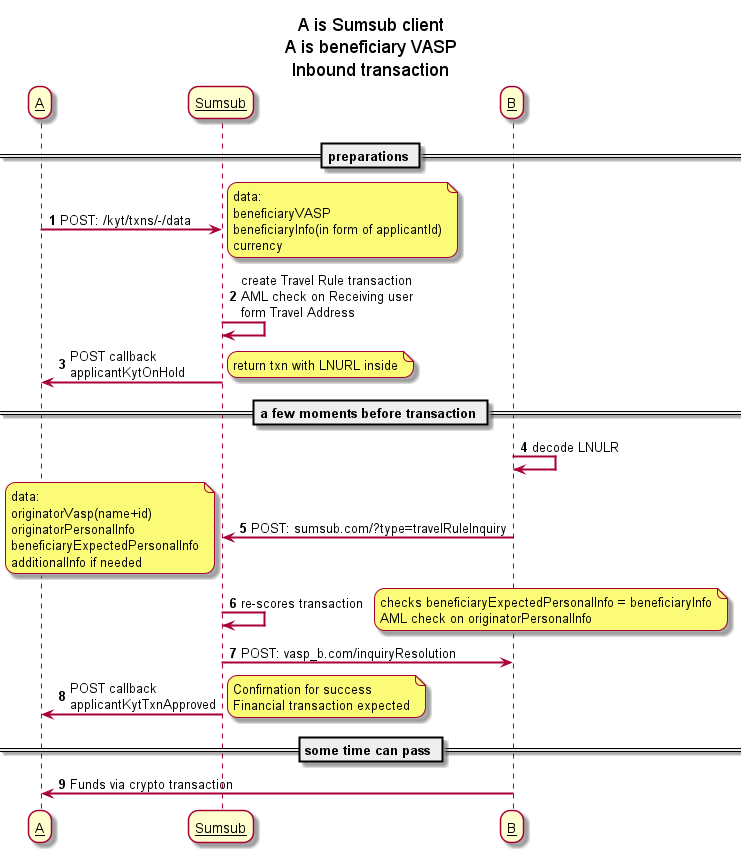 A is Sumsub client
A is beneficiary VASP
Inbound transaction
A
Sumsub
B
preparations
1 POST: /kyt/txns/-/data
data:
beneficiaryVASP
beneficiaryInfo(in form of applicantId)
currency
create Travel Rule transaction
2 AML check on Receiving user
form Travel Address
3 POST callback
applicantKytOnHold
return txn with LNURL inside
a few moments before transaction
4 decode LNULR
data:
originatorVasp(name+id)
originatorPersonalInfo
beneficiaryExpectedPersonalInfo
additionalInfo if needed
5 POST: sumsub.com/?type=travelRuleInquiry
6 re-scores transaction
checks beneficiaryExpectedPersonalInfo = beneficiaryInfo
AML check on originatorPersonalInfo
7 POST: vasp_b.com/inquiryResolution
8 POST callback
applicantKytTxnApproved
Confirnation for success
Financial transaction expected
some time can pass
9 Funds via crypto transaction
A
Sumsub
B